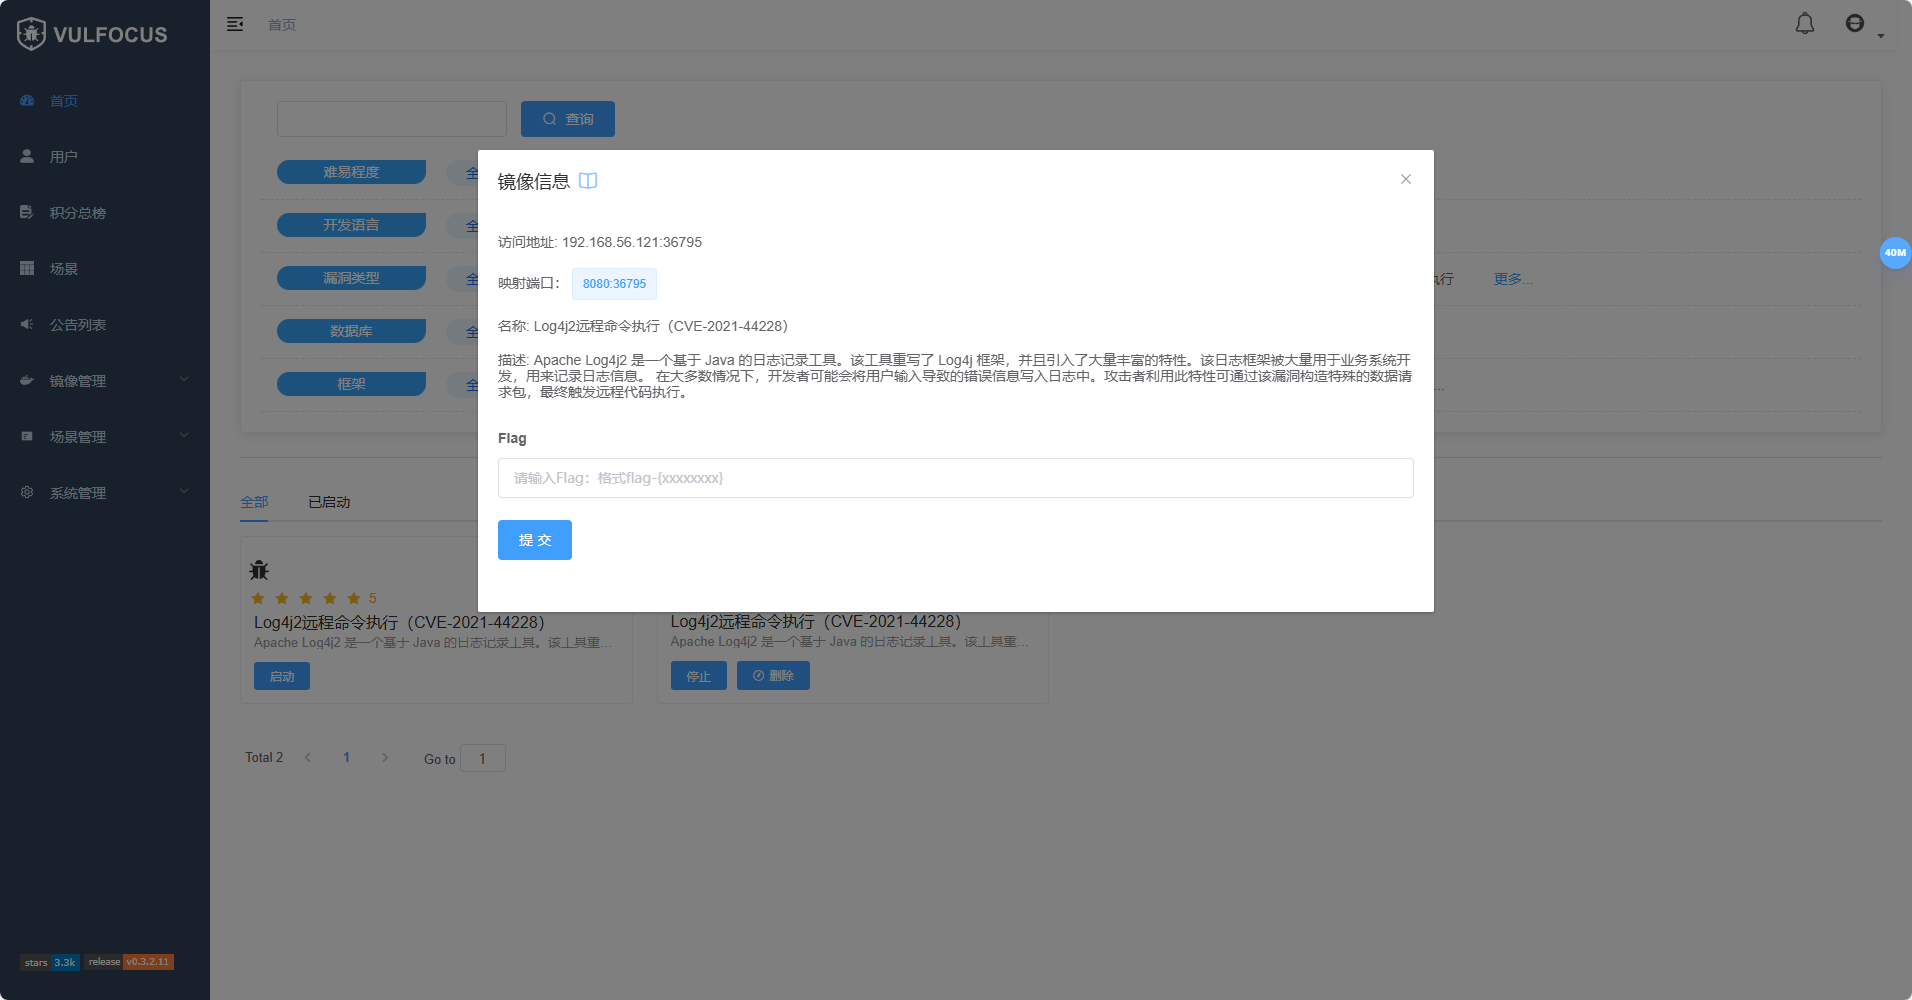 VULFOCUS
首页
首页
用户
积分总榜
场景
公告列表
镜像管理
场景管理
系统管理
stars 3.3k release v0.3.2.11
查询
难易程度 全
开发语言 全
漏洞类型 全 执行 更多...
数据库 全
框架 全 ...
40M
镜像信息
访问地址: 192.168.56.121:36795
映射端口： 8080:36795
名称: Log4j2远程命令执行（CVE-2021-44228）
描述: Apache Log4j2 是一个基于 Java 的日志记录工具。该工具重写了 Log4j 框架，并且引入了大量丰富的特性。该日志框架被大量用于业务系统开
发，用来记录日志信息。 在大多数情况下，开发者可能会将用户输入导致的错误信息写入日志中。攻击者利用此特性可通过该漏洞构造特殊的数据请
求包，最终触发远程代码执行。
Flag
请输入Flag：格式flag-{xxxxxxxx}
提 交
全部 已启动
5
Log4j2远程命令执行（CVE-2021-44228）
Apache Log4j2 是一个基于 Java 的日志记录工具。该工具重...
启动
Log4j2远程命令执行（CVE-2021-44228）
Apache Log4j2 是一个基于 Java 的日志记录工具。该工具重...
停止 删除
Total 2 1 Go to 1